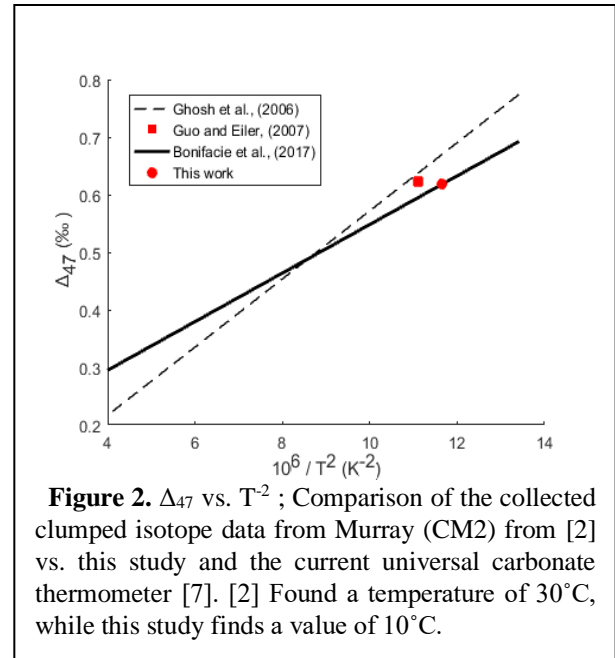 0.8
0.7
0.6
0.5
0.4
0.3
0.2
Δ47 (‰)
Ghosh et al., (2006)
Guo and Eiler, (2007)
Bonifacie et al., (2017)
This work
4 6 8 10 12 14
10^6 / T^2 (K^-2)
Figure 2. Δ47 vs. T^-2 ; Comparison of the collected
clumped isotope data from Murray (CM2) from [2]
vs. this study and the current universal carbonate
thermometer [7]. [2] Found a temperature of 30˚C,
while this study finds a value of 10˚C.